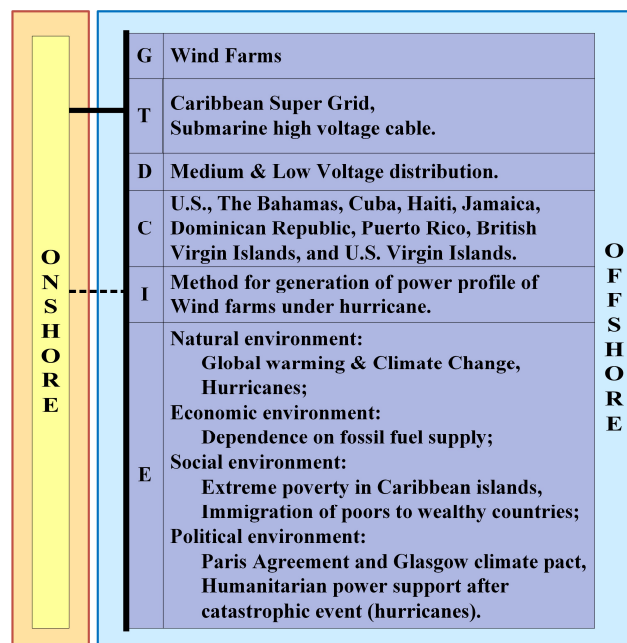 ONSHORE
G Wind Farms
T Caribbean Super Grid,
Submarine high voltage cable.
D Medium & Low Voltage distribution.
C U.S., The Bahamas, Cuba, Haiti, Jamaica,
Dominican Republic, Puerto Rico, British
Virgin Islands, and U.S. Virgin Islands.
I Method for generation of power profile of
Wind farms under hurricane.
E Natural environment:
Global warming & Climate Change,
Hurricanes;
Economic environment:
Dependence on fossil fuel supply;
Social environment:
Extreme poverty in Caribbean islands,
Immigration of poors to wealthy countries;
Political environment:
Paris Agreement and Glasgow climate pact,
Humanitarian power support after
catastrophic event (hurricanes).
OFFSHORE